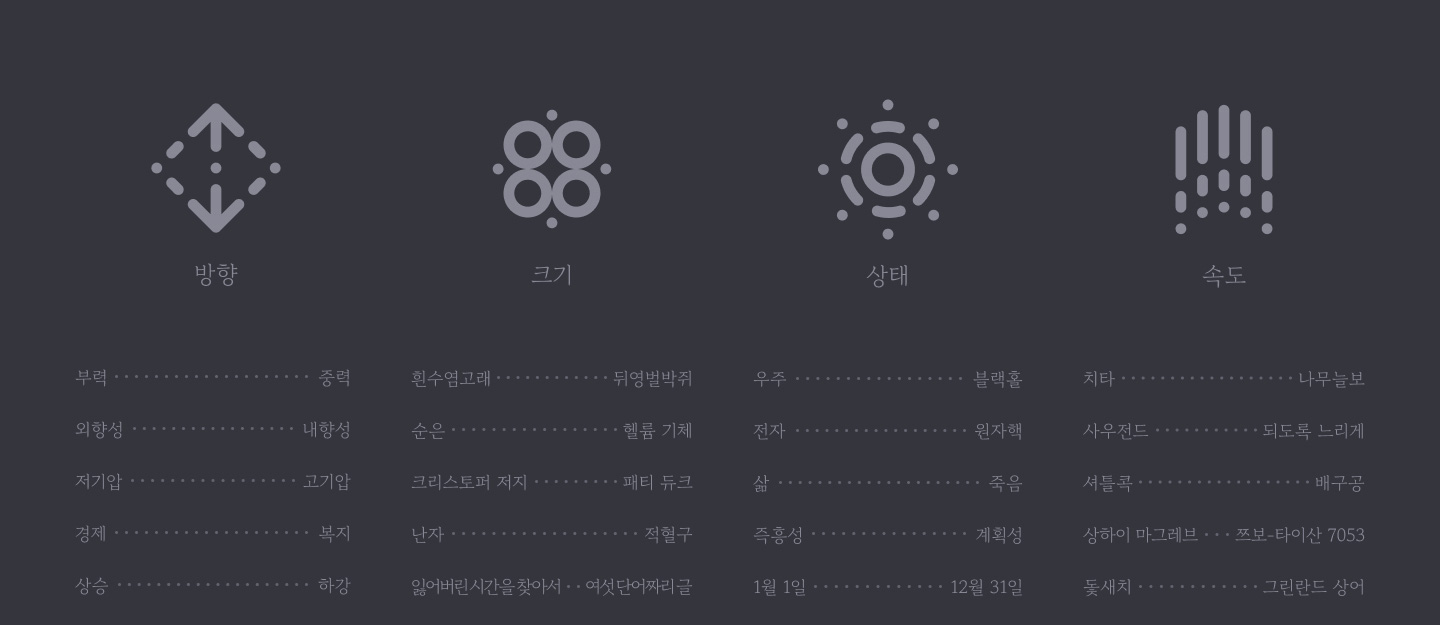 방향
크기
상태
속도
부력 중력
외향성 내향성
저기압 고기압
경제 복지
상승 하강
흰수염고래 뒤영벌박쥐
순은 헬륨 기체
크리스토퍼 저지 패티 듀크
난자 적혈구
잃어버린시간을찾아서 여섯단어짜리글
우주 블랙홀
전자 원자핵
삶 죽음
즉흥성 계획성
1월 1일 12월 31일
치타 나무늘보
사우전드 되도록 느리게
셔틀콕 배구공
상하이 마그레브 쯔보-타이산 7053
돛새치 그린란드 상어